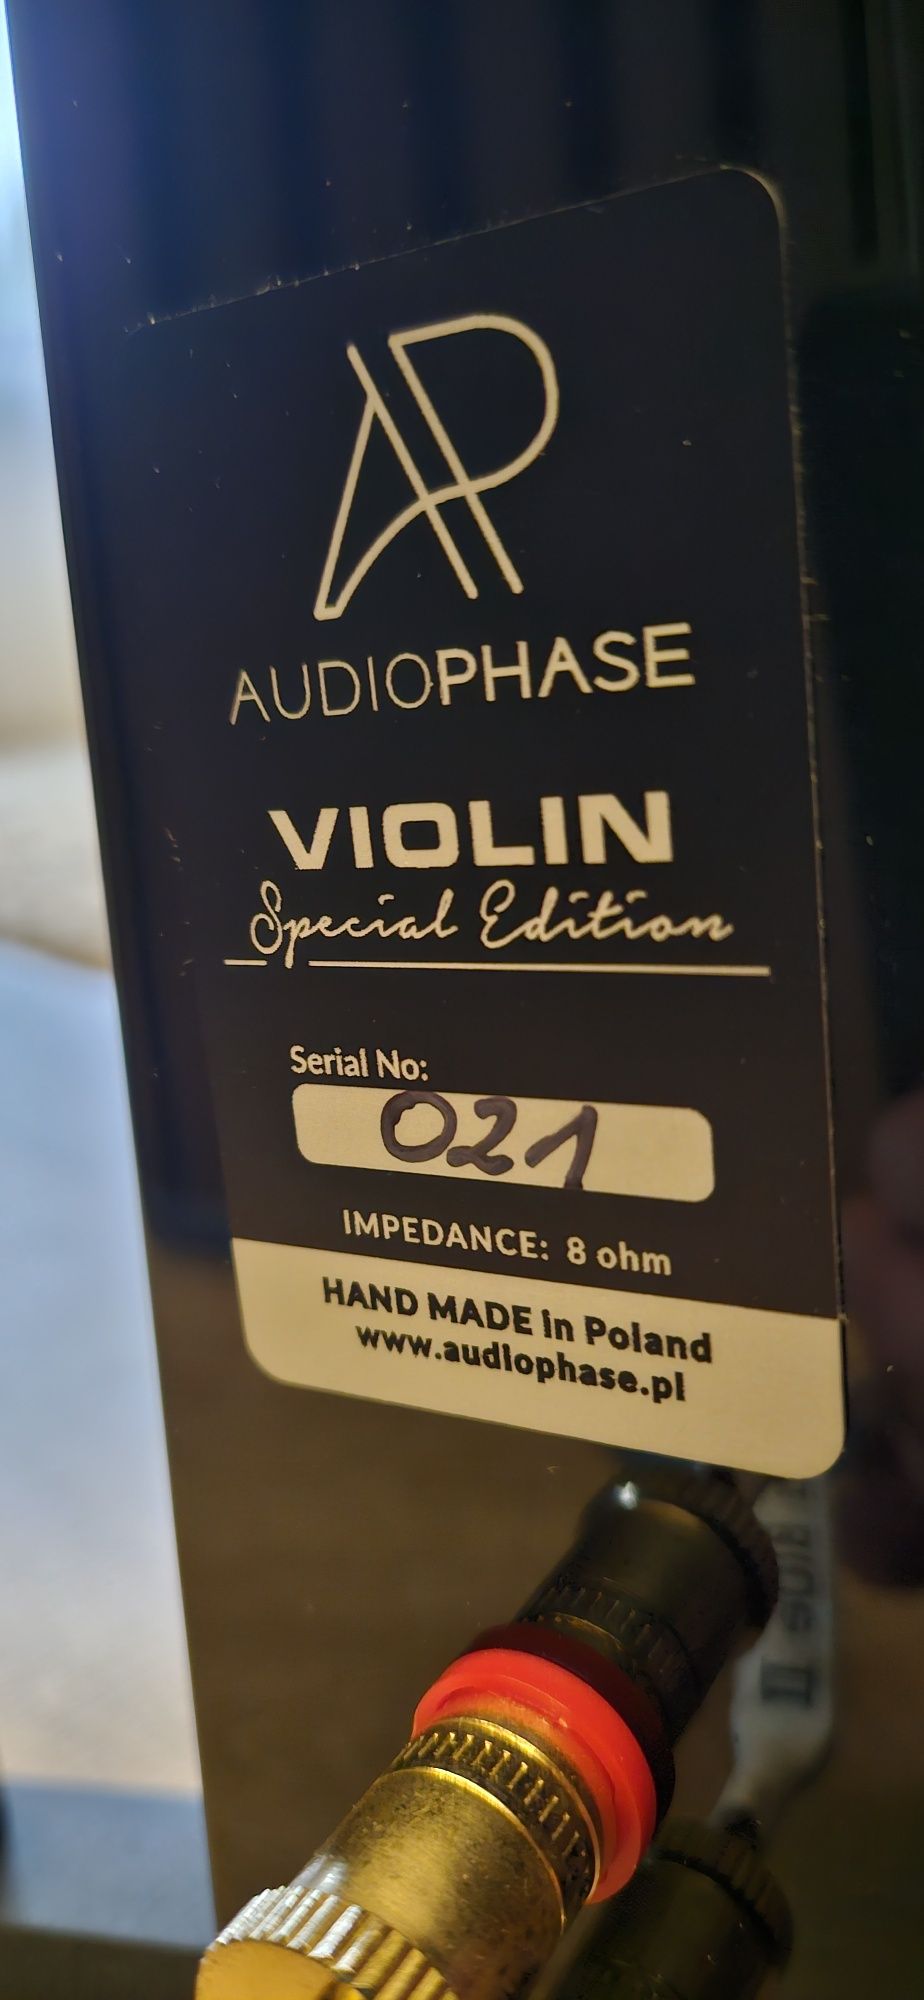 AP
AUDIOPHASE
VIOLIN
Special Edition
Serial No:
021
IMPEDANCE: 8 ohm
HAND MADE in Poland
www.audiophase.pl